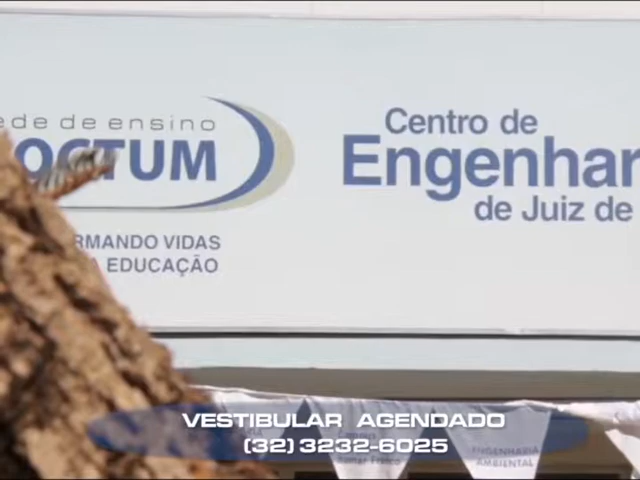 ede de ensino
OCTUM
RMANDO VIDAS
A EDUCAÇÃO
Centro de
Engenhar
de Juiz de
VESTIBULAR AGENDADO
(32) 3232-6025
ENGENHARIA
AMBIENTAL